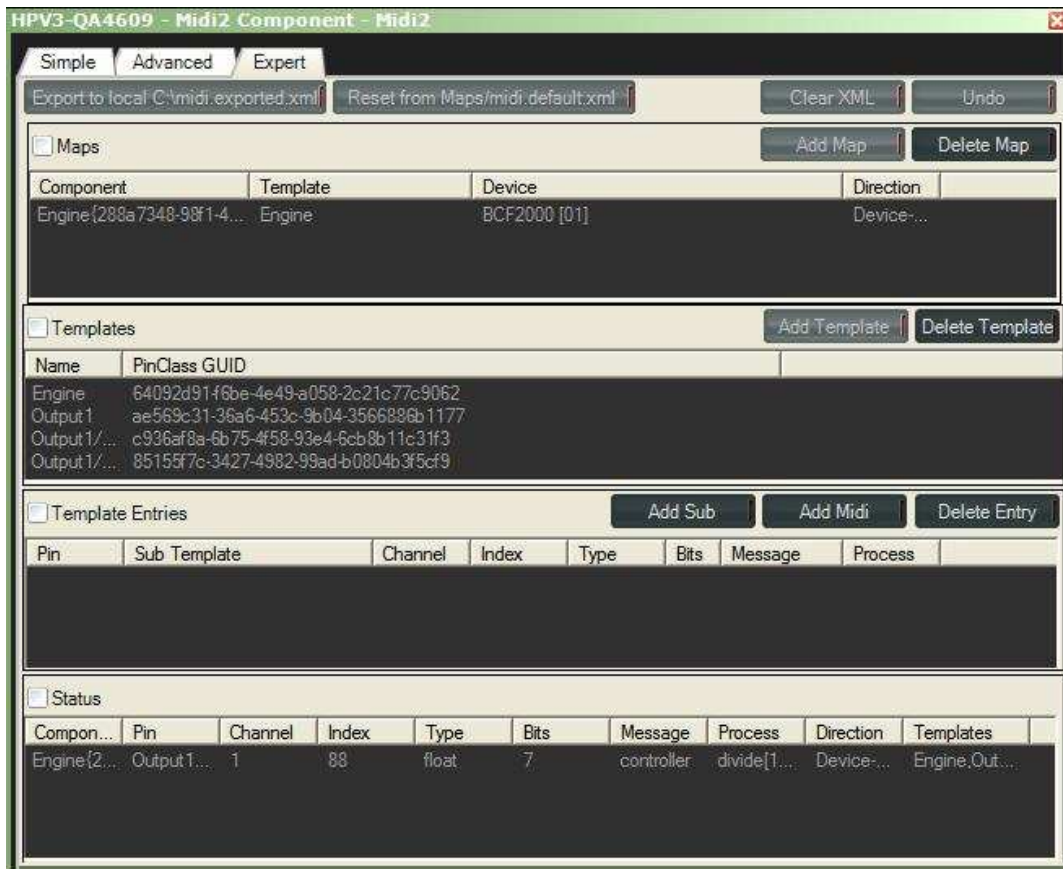 HPV3-QA4609 - Midi2 Component - Midi2
Simple Advanced Expert
Export to local C:\midi.exported.xml Reset from Maps/midi.default.xml Clear XML Undo
Maps Add Map Delete Map
Component Template Device Direction
Engine{288a7348-98f1-4... Engine BCF2000 [01] Device-...
Templates Add Template Delete Template
Name PinClass GUID
Engine 64092d91-f6be-4e49-a058-2c21c77c9062
Output1 ae569c31-36a6-453c-9b04-3566886b1177
Output1/... c936af8a-6b75-4f58-93e4-6cb8b11c31f3
Output1/... 85155f7c-3427-4982-99ad-b0804b3f5cf9
Template Entries Add Sub Add Midi Delete Entry
Pin Sub Template Channel Index Type Bits Message Process
Status
Compon... Pin Channel Index Type Bits Message Process Direction Templates
Engine{2... Output1... 1 88 float 7 controller divide[1... Device-... Engine,Out...